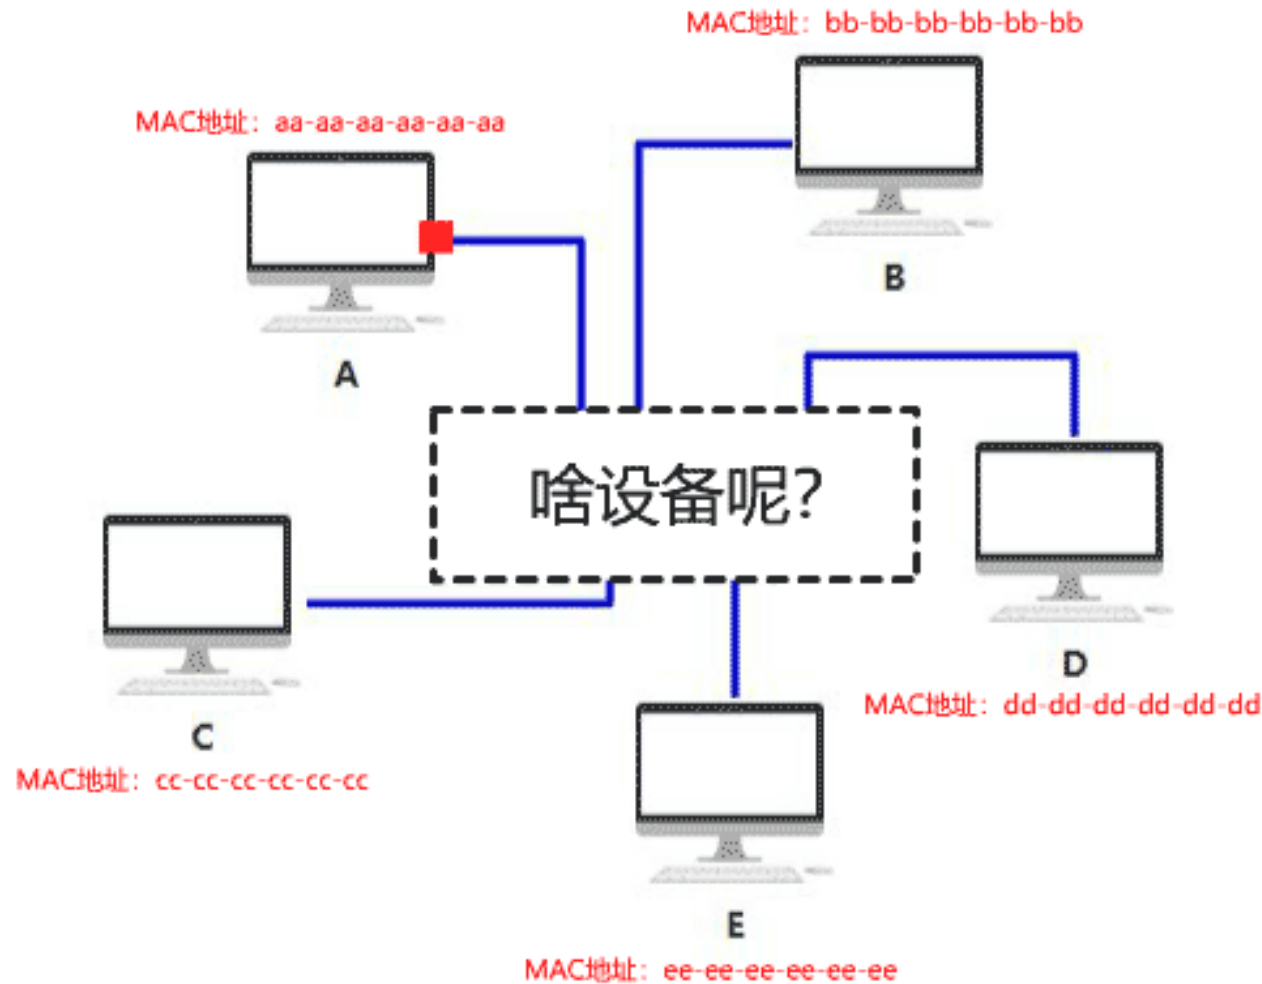 MAC地址：bb-bb-bb-bb-bb-bb
MAC地址：aa-aa-aa-aa-aa-aa
B
A
啥设备呢？
D
MAC地址：dd-dd-dd-dd-dd-dd
C
MAC地址：cc-cc-cc-cc-cc-cc
E
MAC地址：ee-ee-ee-ee-ee-ee